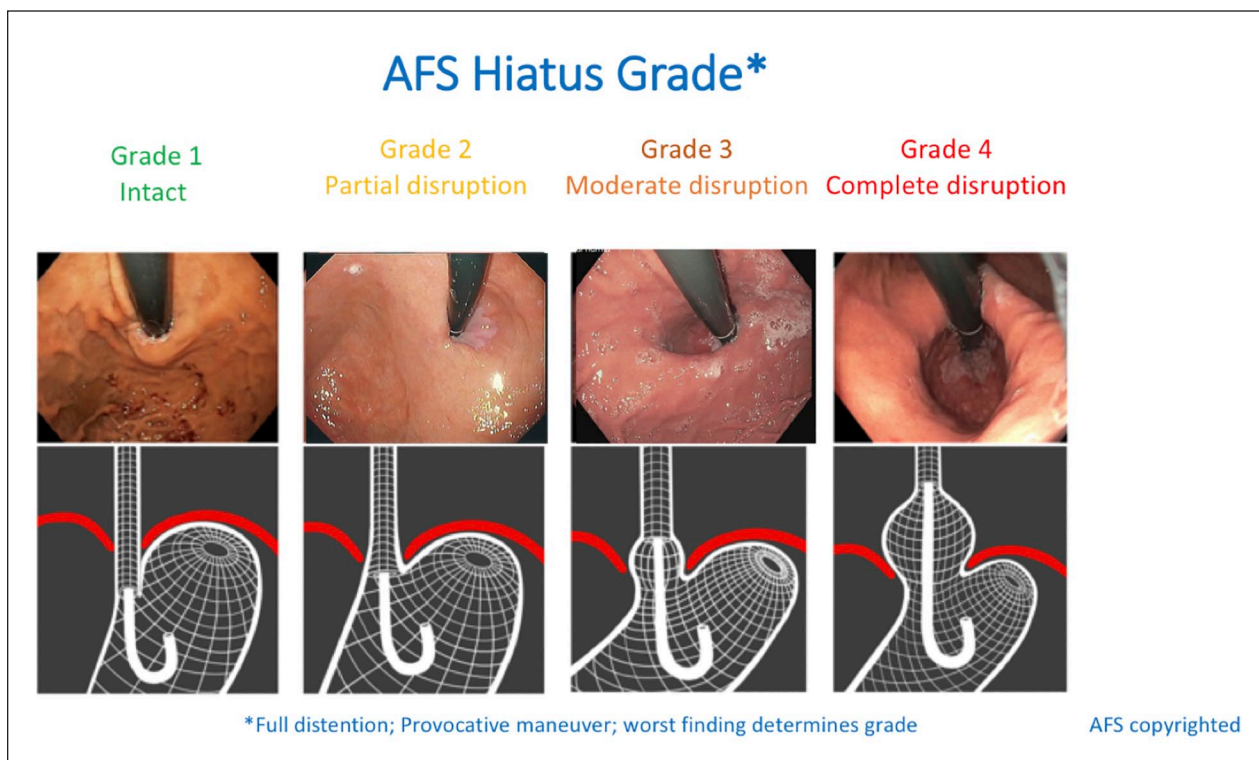 AFS Hiatus Grade*
Grade 1
Intact
Grade 2
Partial disruption
Grade 3
Moderate disruption
Grade 4
Complete disruption
*Full distention; Provocative maneuver; worst finding determines grade
AFS copyrighted